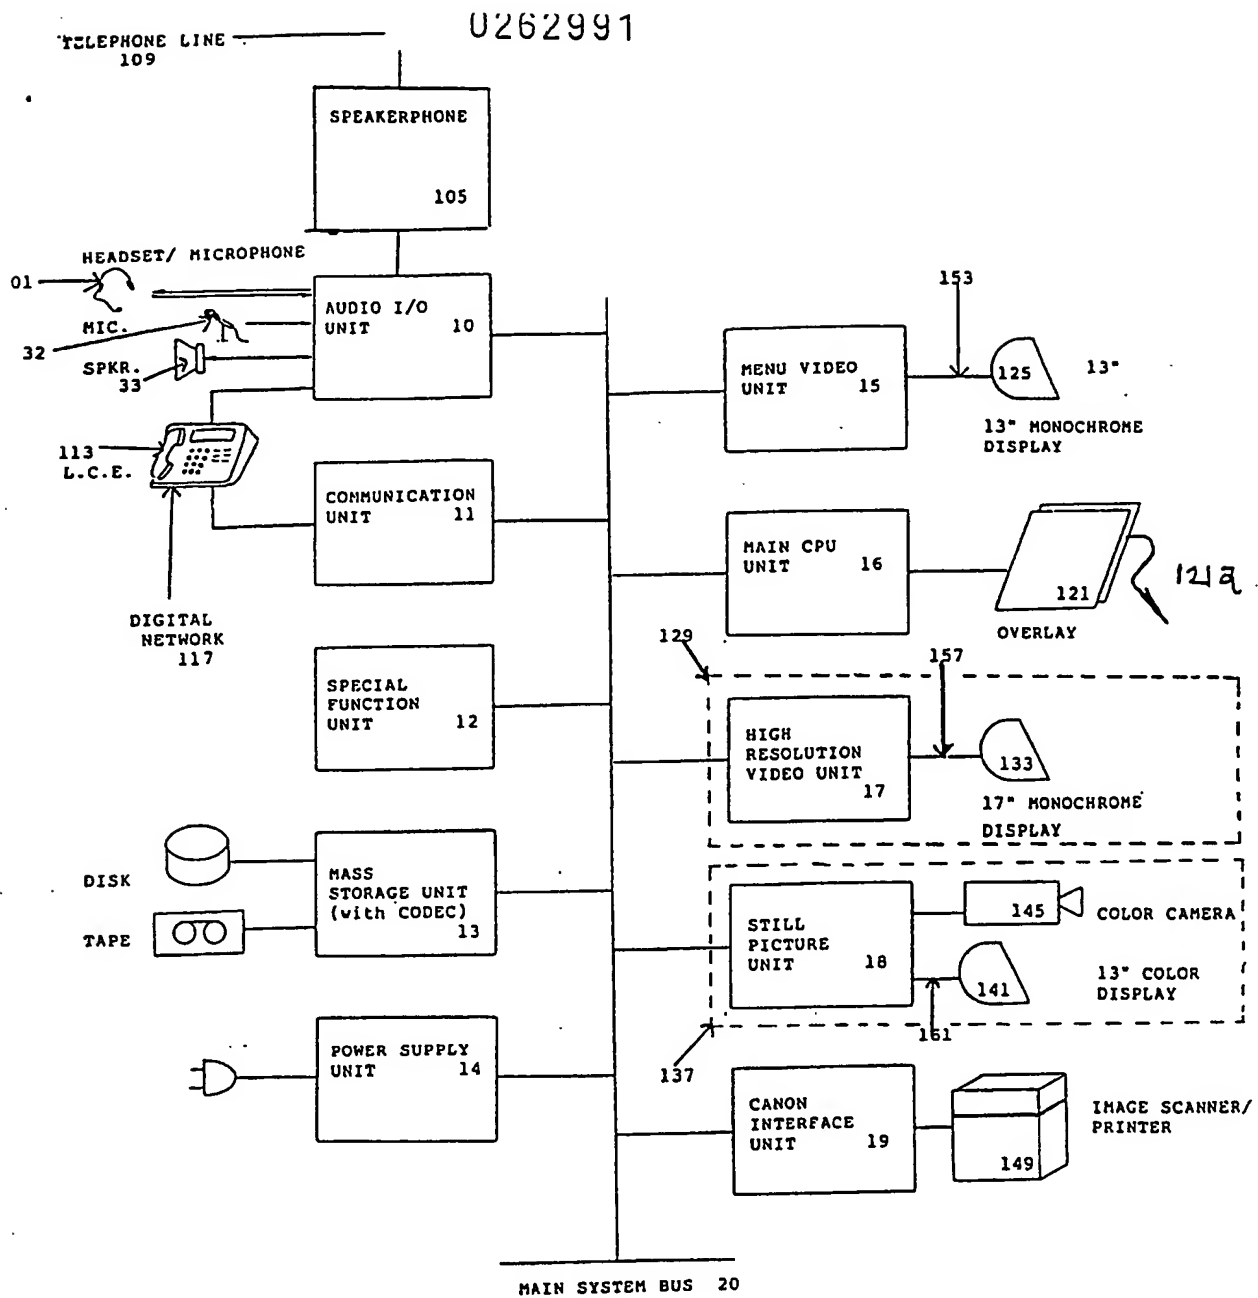 0262991
TELEPHONE LINE
109
SPEAKERPHONE
105
HEADSET/ MICROPHONE
01
MIC.
32
SPKR.
33
AUDIO I/O
UNIT 10
113
L.C.E.
COMMUNICATION
UNIT 11
DIGITAL
NETWORK
117
SPECIAL
FUNCTION
UNIT 12
DISK
TAPE
MASS
STORAGE UNIT
(with CODEC)
13
POWER SUPPLY
UNIT 14
153
MENU VIDEO
UNIT 15
125
13"
13" MONOCHROME
DISPLAY
MAIN CPU
UNIT 16
121
121a
OVERLAY
129
157
HIGH
RESOLUTION
VIDEO UNIT
17
133
17" MONOCHROME
DISPLAY
STILL
PICTURE
UNIT 18
145
COLOR CAMERA
141
13" COLOR
DISPLAY
161
137
CANON
INTERFACE
UNIT 19
149
IMAGE SCANNER/
PRINTER
MAIN SYSTEM BUS 20